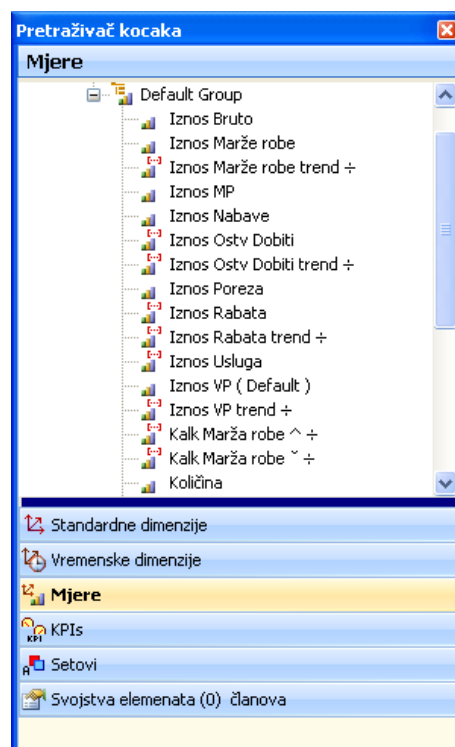 Pretraživač kocaka
Mjere
Default Group
Iznos Bruto
Iznos Marže robe
Iznos Marže robe trend ÷
Iznos MP
Iznos Nabave
Iznos Ostv Dobiti
Iznos Ostv Dobiti trend ÷
Iznos Poreza
Iznos Rabata
Iznos Rabata trend ÷
Iznos Usluga
Iznos VP ( Default )
Iznos VP trend ÷
Kalk Marža robe ^ ÷
Kalk Marža robe ˇ ÷
Količina
Standardne dimenzije
Vremenske dimenzije
Mjere
KPI KPIs
A Setovi
Svojstva elemenata (0) članova